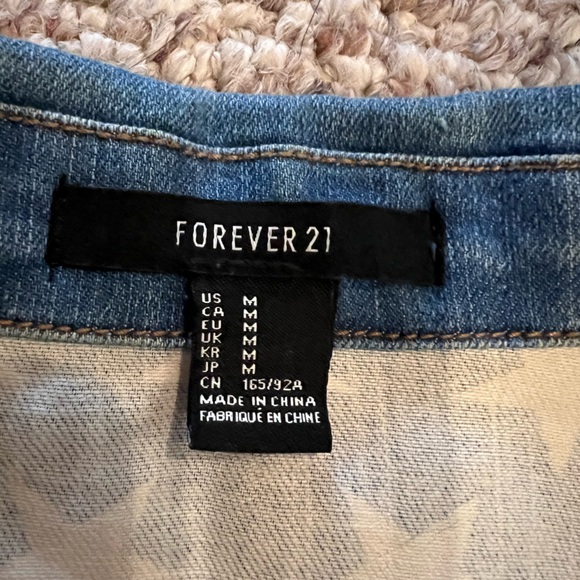 FOREVER 21
US M
CA M
EU M
UK M
KR M
JP M
CN 165/92A
MADE IN CHINA
FABRIQUÉ EN CHINE